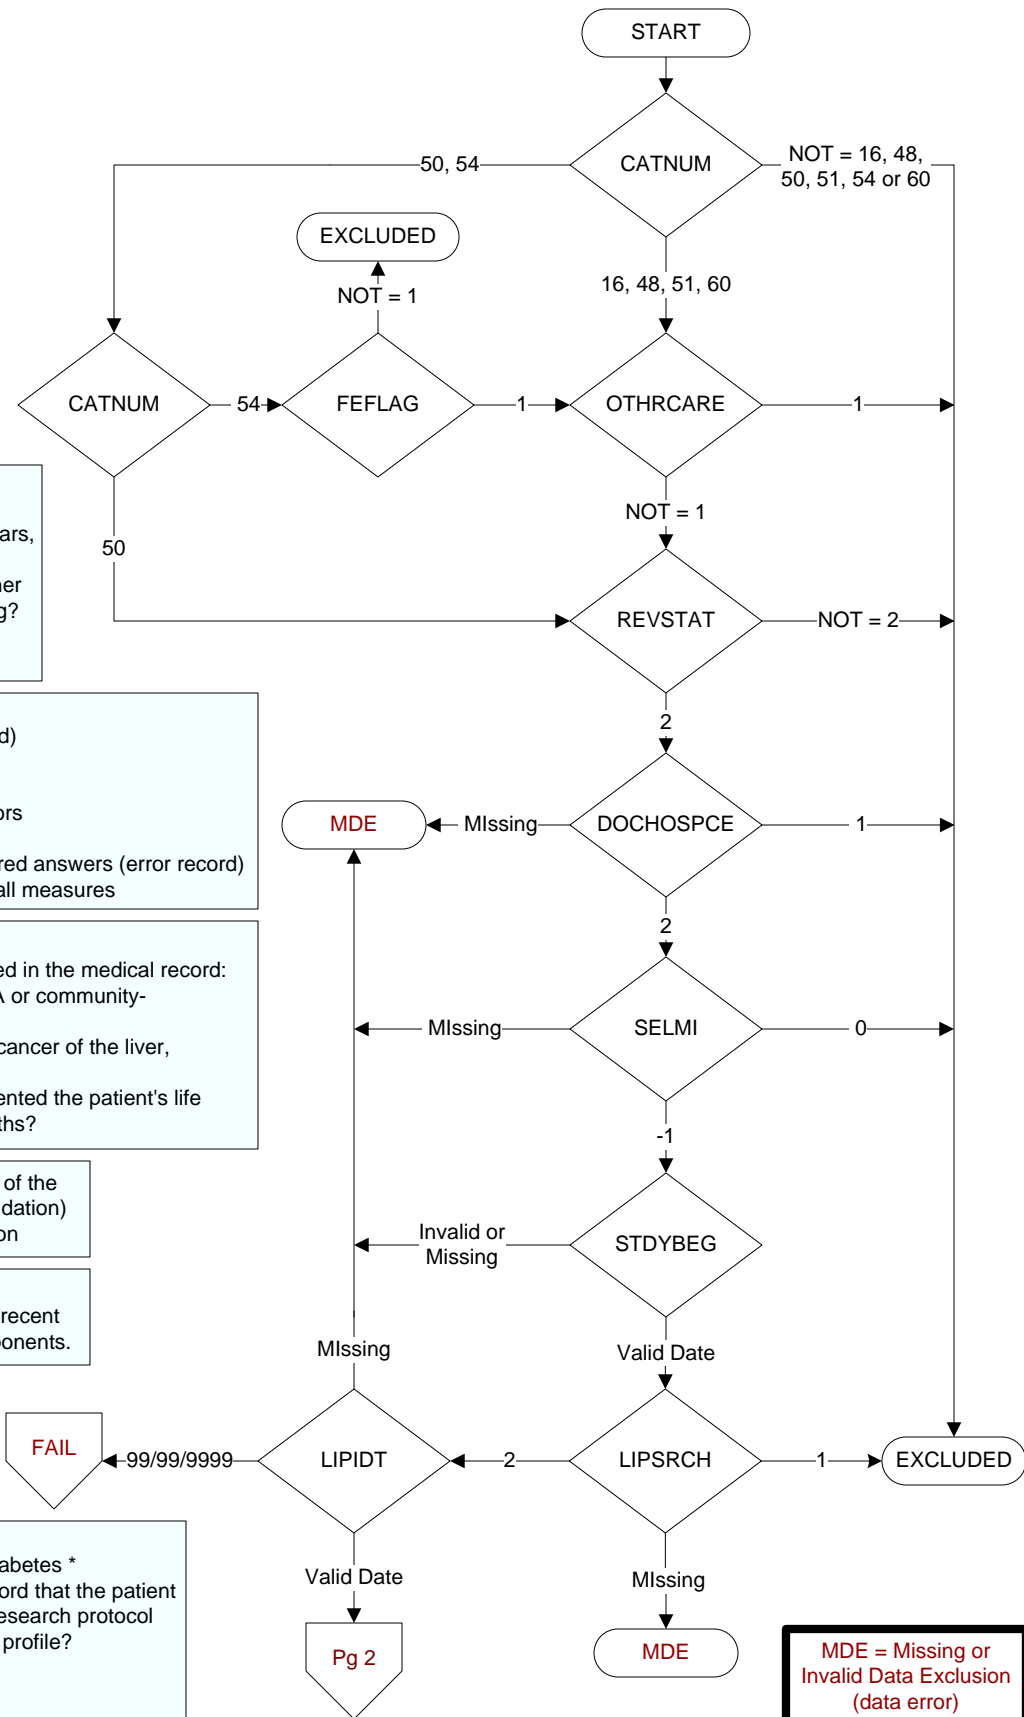 START
CATNUM
50, 54
NOT = 16, 48,
50, 51, 54 or 60
EXCLUDED
NOT = 1
16, 48, 51, 60
CATNUM
54
FEFLAG
1
OTHRCARE
1
NOT = 1
50
ars,
ner
g?
REVSTAT
NOT = 2
2
d)
ors
red answers (error record)
all measures
MDE
MIssing
DOCHOSPCE
1
2
ed in the medical record:
A or community-
cancer of the liver,
ented the patient's life
ths?
MIssing
SELMI
0
-1
of the
dation)
on
Invalid or
Missing
STDYBEG
recent
ponents.
MIssing
Valid Date
FAIL
99/99/9999
LIPIDT
2
LIPSRCH
1
EXCLUDED
abetes *
ord that the patient
esearch protocol
profile?
Valid Date
MIssing
Pg 2
MDE
MDE = Missing or
Invalid Data Exclusion
(data error)